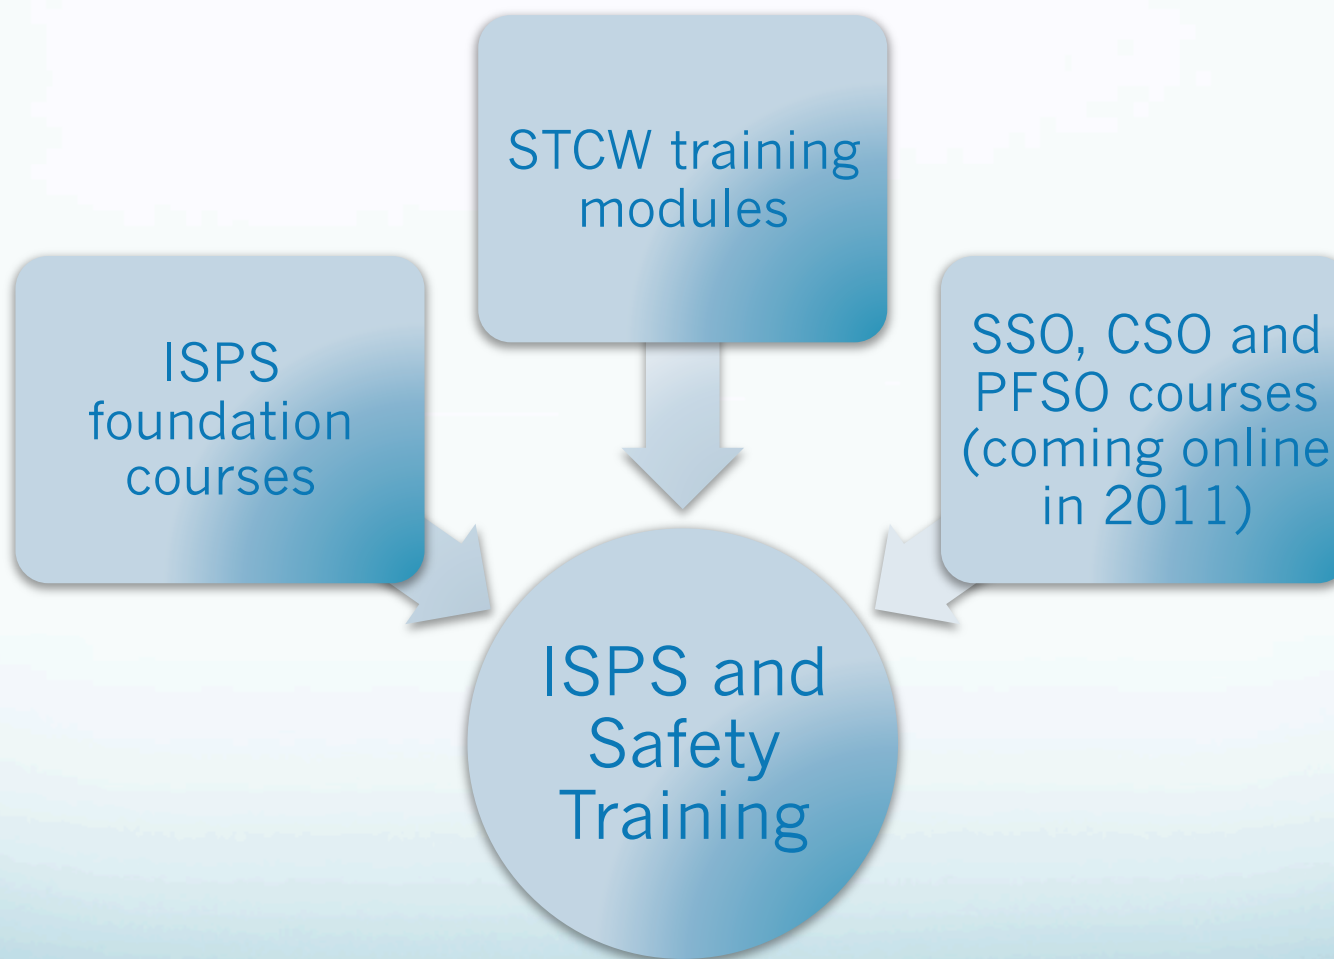 STCW training
modules
ISPS
foundation
courses
SSO, CSO and
PFSO courses
(coming online
in 2011)
ISPS and
Safety
Training